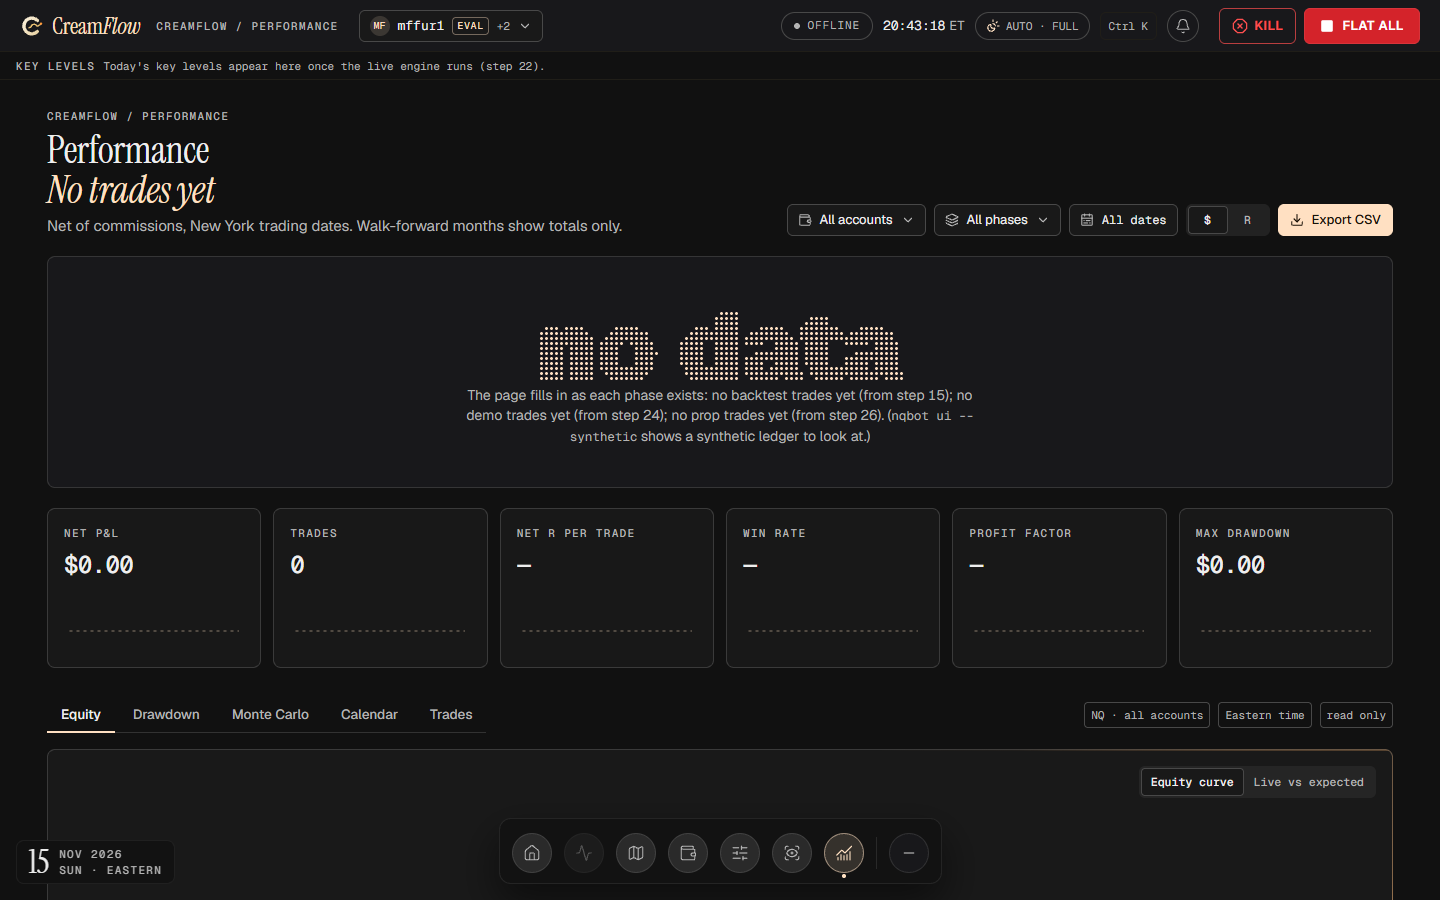 CreamFlow CREAMFLOW / PERFORMANCE MF mffur1 EVAL +2 OFFLINE 20:43:18 ET AUTO · FULL Ctrl K KILL FLAT ALL
KEY LEVELS Today's key levels appear here once the live engine runs (step 22).
CREAMFLOW / PERFORMANCE
Performance
No trades yet
Net of commissions, New York trading dates. Walk-forward months show totals only.
All accounts All phases All dates $ R Export CSV
no data
The page fills in as each phase exists: no backtest trades yet (from step 15); no
demo trades yet (from step 24); no prop trades yet (from step 26). (nqbot ui --
synthetic shows a synthetic ledger to look at.)
NET P&L TRADES NET R PER TRADE WIN RATE PROFIT FACTOR MAX DRAWDOWN
$0.00 0 — — — $0.00
Equity Drawdown Monte Carlo Calendar Trades NQ · all accounts Eastern time read only
Equity curve Live vs expected
15 NOV 2026
SUN · EASTERN